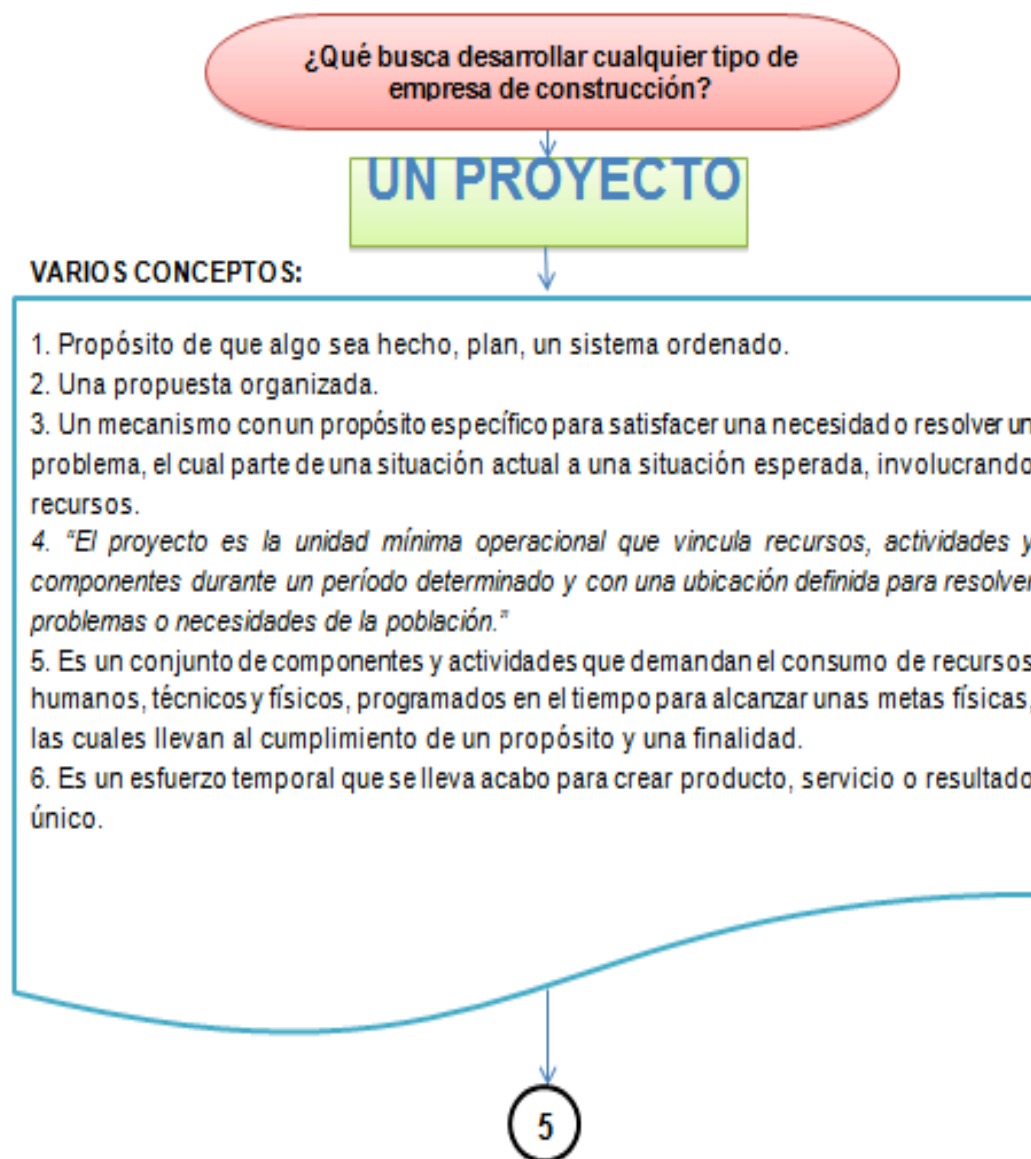 ¿Qué busca desarrollar cualquier tipo de
empresa de construcción?
UN PROYECTO
VARIOS CONCEPTOS:
1. Propósito de que algo sea hecho, plan, un sistema ordenado.
2. Una propuesta organizada.
3. Un mecanismo con un propósito específico para satisfacer una necesidad o resolver un
problema, el cual parte de una situación actual a una situación esperada, involucrando
recursos.
4. "El proyecto es la unidad mínima operacional que vincula recursos, actividades y
componentes durante un período determinado y con una ubicación definida para resolver
problemas o necesidades de la población."
5. Es un conjunto de componentes y actividades que demandan el consumo de recursos
humanos, técnicos y físicos, programados en el tiempo para alcanzar unas metas físicas,
las cuales llevan al cumplimiento de un propósito y una finalidad.
6. Es un esfuerzo temporal que se lleva acabo para crear producto, servicio o resultado
único.
5